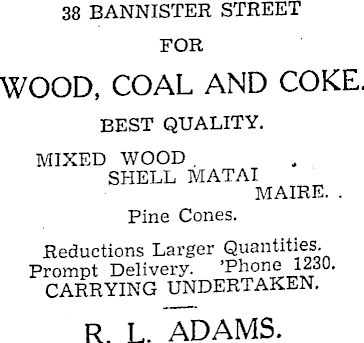 38 BANNISTER STREET
FOR
WOOD, COAL AND COKE.
BEST QUALITY.
MIXED WOOD
SHELL MATAI
MAIRE.
Pine Cones.
Reductions Larger Quantities.
Prompt Delivery. 'Phone 1230.
CARRYING UNDERTAKEN.
R. L. ADAMS.